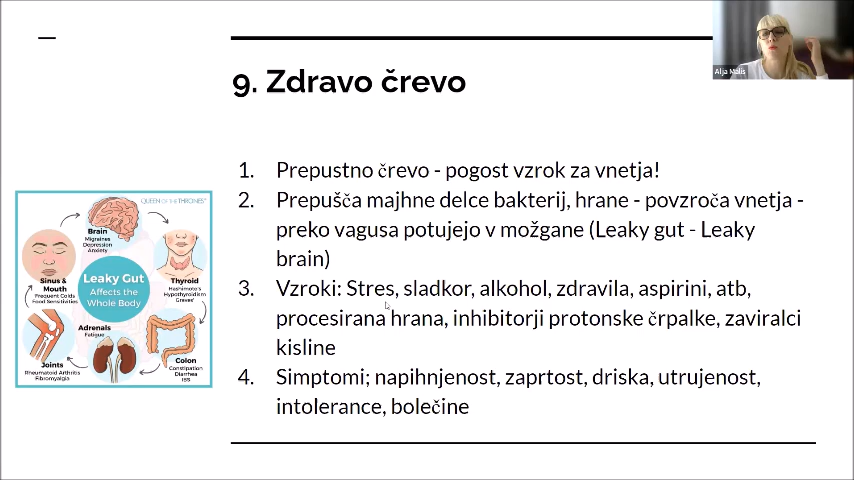 Alja Malis
9. Zdravo črevo
1. Prepustno črevo - pogost vzrok za vnetja!
2. Prepušča majhne delce bakterij, hrane - povzroča vnetja -
preko vagusa potujejo v možgane (Leaky gut - Leaky
brain)
3. Vzroki: Stres, sladkor, alkohol, zdravila, aspirini, atb,
procesirana hrana, inhibitorji protonske črpalke, zaviralci
kisline
4. Simptomi; napihnjenost, zaprtost, driska, utrujenost,
intolerance, bolečine
QUEEN OF THE THRONES
Brain
Migraines
Depression
Anxiety
Leaky Gut
Affects the
Whole Body
Sinus &
Mouth
Frequent Colds
Food Sensitivities
Thyroid
Hashimoto's
Hypothyroidism
Graves'
Adrenals
Fatigue
Joints
Rheumatoid Arthritis
Fibromyalgia
Colon
Constipation
Diarrhea
IBS